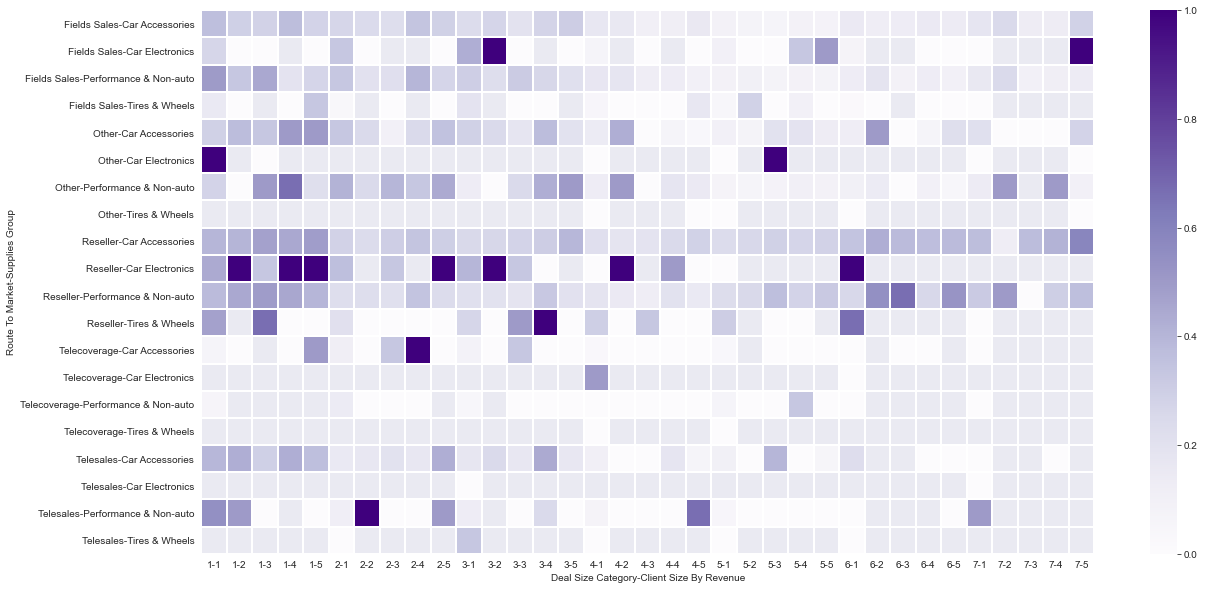 Route To Market-Supplies Group
Fields Sales-Car Accessories
Fields Sales-Car Electronics
Fields Sales-Performance & Non-auto
Fields Sales-Tires & Wheels
Other-Car Accessories
Other-Car Electronics
Other-Performance & Non-auto
Other-Tires & Wheels
Reseller-Car Accessories
Reseller-Car Electronics
Reseller-Performance & Non-auto
Reseller-Tires & Wheels
Telecoverage-Car Accessories
Telecoverage-Car Electronics
Telecoverage-Performance & Non-auto
Telecoverage-Tires & Wheels
Telesales-Car Accessories
Telesales-Car Electronics
Telesales-Performance & Non-auto
Telesales-Tires & Wheels
1-1 1-2 1-3 1-4 1-5 2-1 2-2 2-3 2-4 2-5 3-1 3-2 3-3 3-4 3-5 4-1 4-2 4-3 4-4 4-5 5-1 5-2 5-3 5-4 5-5 6-1 6-2 6-3 6-4 6-5 7-1 7-2 7-3 7-4 7-5
Deal Size Category-Client Size By Revenue
1.0
0.8
0.6
0.4
0.2
0.0